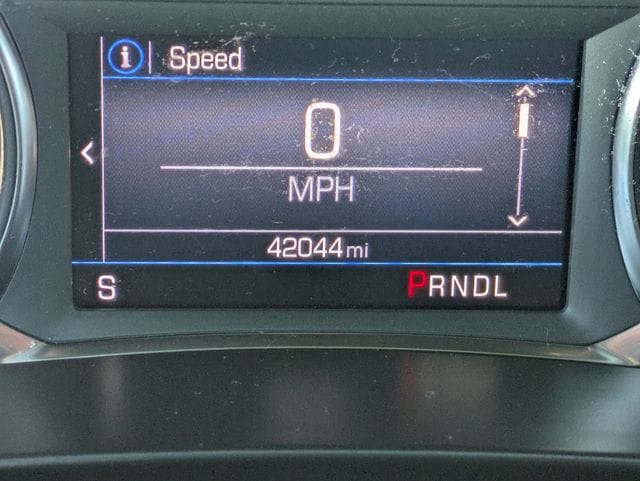 i Speed
0
MPH
42044 mi
S PRNDL